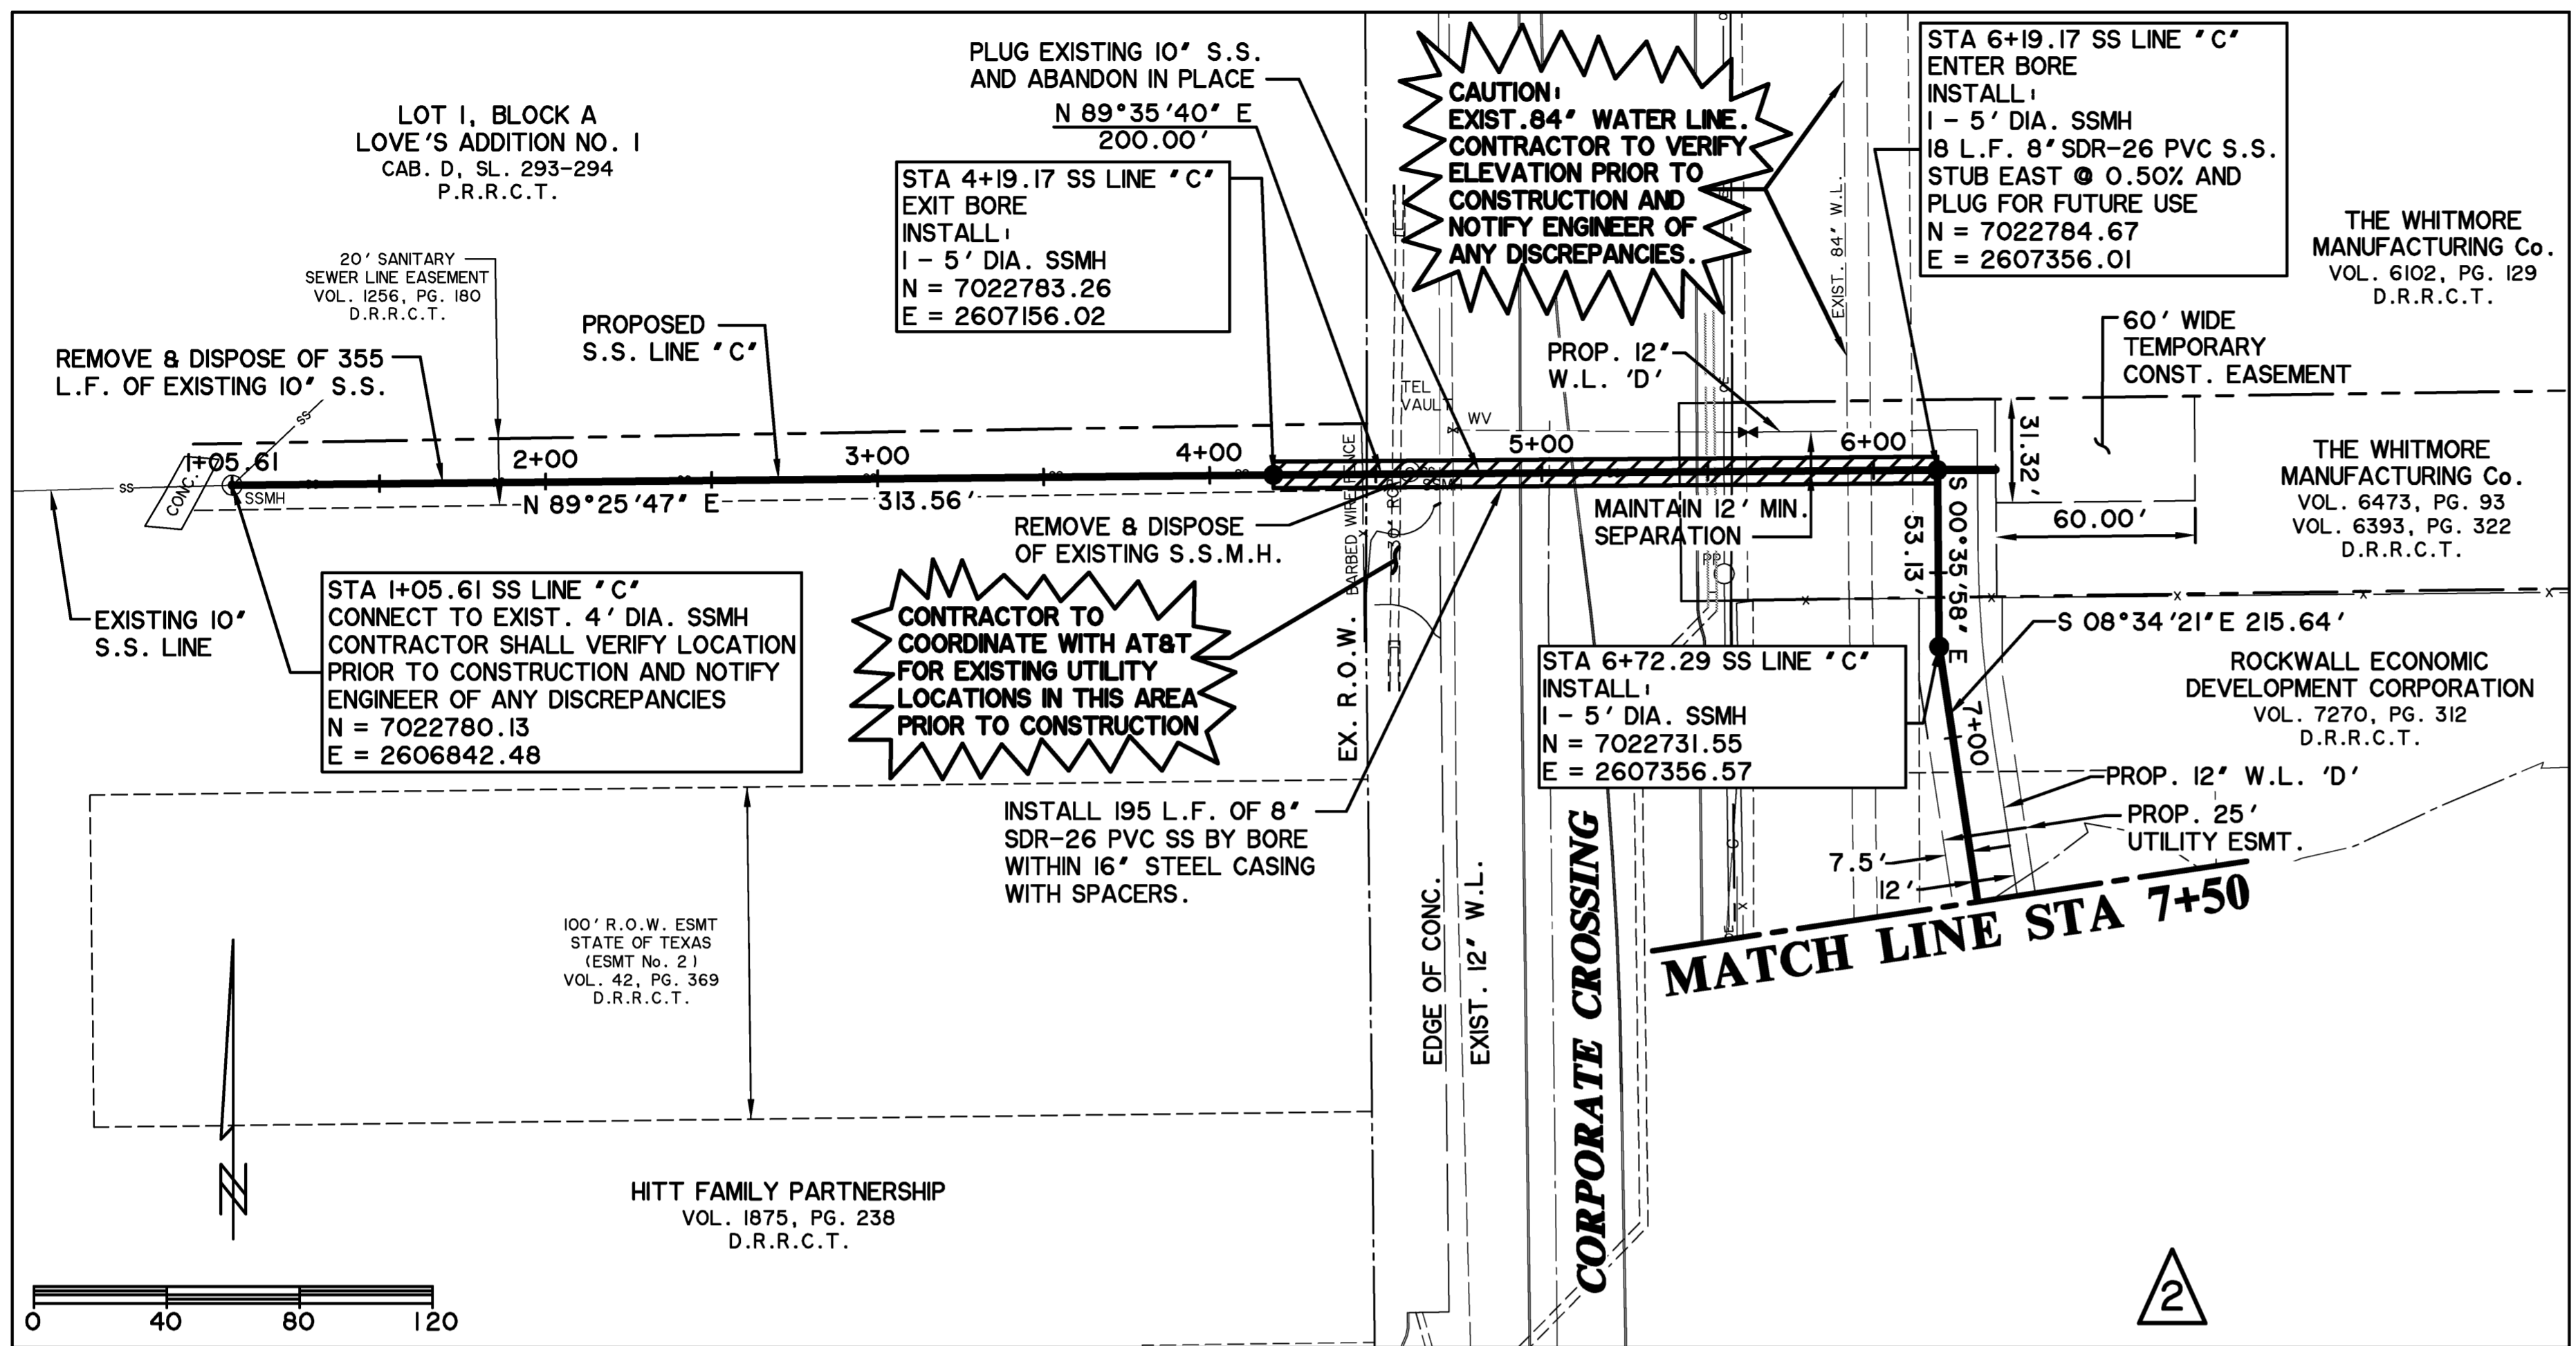 PLUG EXISTING 10" S.S.
AND ABANDON IN PLACE
N 89°35'40" E
200.00'
LOT 1, BLOCK A
LOVE'S ADDITION NO. 1
CAB. D, SL. 293-294
P.R.R.C.T.
STA 4+19.17 SS LINE "C"
EXIT BORE
INSTALL:
1 - 5' DIA. SSMH
N = 7022783.26
E = 2607156.02
CAUTION:
EXIST.84" WATER LINE.
CONTRACTOR TO VERIFY
ELEVATION PRIOR TO
CONSTRUCTION AND
NOTIFY ENGINEER OF
ANY DISCREPANCIES.
EXIST. 84" W.L.
STA 6+19.17 SS LINE "C"
ENTER BORE
INSTALL:
1 - 5' DIA. SSMH
18 L.F. 8" SDR-26 PVC S.S.
STUB EAST @ 0.50% AND
PLUG FOR FUTURE USE
N = 7022784.67
E = 2607356.01
THE WHITMORE
MANUFACTURING Co.
VOL. 6102, PG. 129
D.R.R.C.T.
20' SANITARY
SEWER LINE EASEMENT
VOL. 1256, PG. 180
D.R.R.C.T.
PROPOSED
S.S. LINE "C"
REMOVE & DISPOSE OF 355
L.F. OF EXISTING 10" S.S.
PROP. 12"
W.L. 'D'
60' WIDE
TEMPORARY
CONST. EASEMENT
TEL
VAULT
WV
31.32'
60.00'
THE WHITMORE
MANUFACTURING Co.
VOL. 6473, PG. 93
VOL. 6393, PG. 322
D.R.R.C.T.
1+05.61
2+00
3+00
4+00
5+00
6+00
SS
SS
CONC.
SSMH
N 89°25'47" E
313.56'
MAINTAIN 12' MIN.
SEPARATION
REMOVE & DISPOSE
OF EXISTING S.S.M.H.
BARBED WIRE FENCE
PP
S 00°35'58" E
53.13'
S 08°34'21" E 215.64'
EXISTING 10"
S.S. LINE
STA 1+05.61 SS LINE "C"
CONNECT TO EXIST. 4' DIA. SSMH
CONTRACTOR SHALL VERIFY LOCATION
PRIOR TO CONSTRUCTION AND NOTIFY
ENGINEER OF ANY DISCREPANCIES
N = 7022780.13
E = 2606842.48
CONTRACTOR TO
COORDINATE WITH AT&T
FOR EXISTING UTILITY
LOCATIONS IN THIS AREA
PRIOR TO CONSTRUCTION
EX. R.O.W.
STA 6+72.29 SS LINE "C"
INSTALL:
1 - 5' DIA. SSMH
N = 7022731.55
E = 2607356.57
7+00
ROCKWALL ECONOMIC
DEVELOPMENT CORPORATION
VOL. 7270, PG. 312
D.R.R.C.T.
PROP. 12" W.L. 'D'
PROP. 25'
UTILITY ESMT.
7.5'
12'
INSTALL 195 L.F. OF 8"
SDR-26 PVC SS BY BORE
WITHIN 16" STEEL CASING
WITH SPACERS.
MATCH LINE STA 7+50
EDGE OF CONC.
EXIST. 12" W.L.
CORPORATE CROSSING
100' R.O.W. ESMT
STATE OF TEXAS
(ESMT No. 2)
VOL. 42, PG. 369
D.R.R.C.T.
HITT FAMILY PARTNERSHIP
VOL. 1875, PG. 238
D.R.R.C.T.
N
0 40 80 120
2